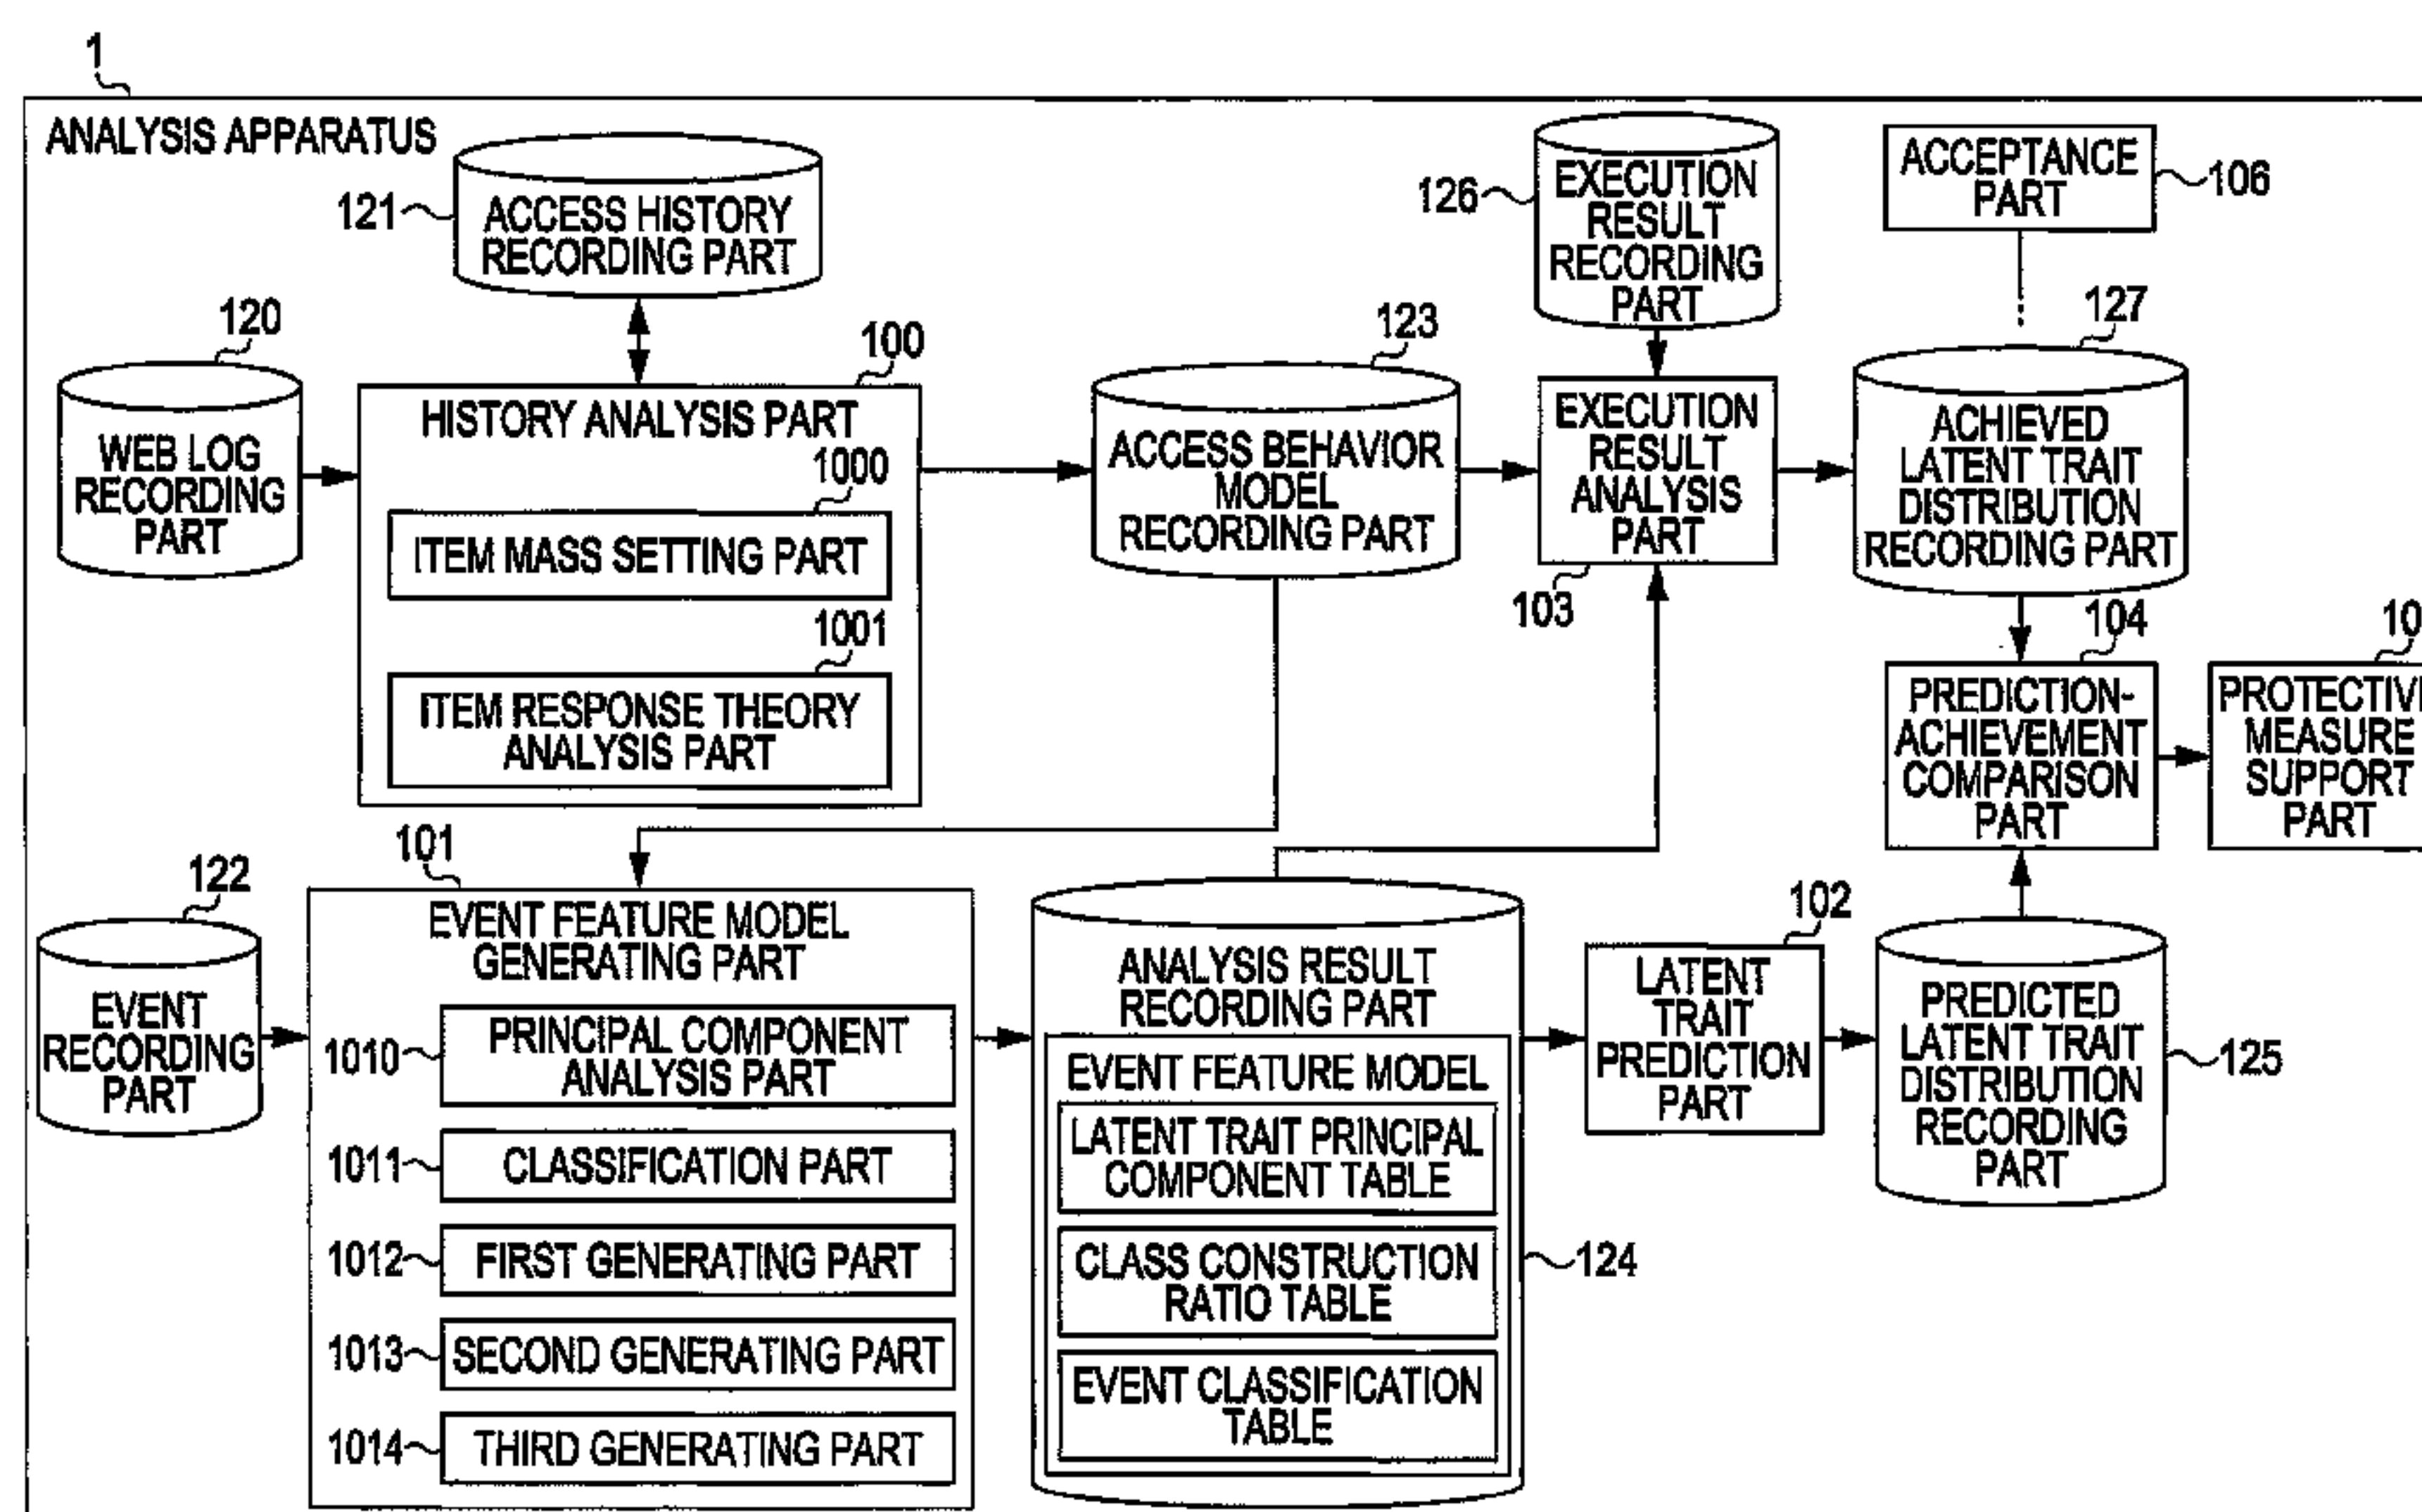 1
ANALYSIS APPARATUS
121
ACCESS HISTORY
RECORDING PART
126
EXECUTION
RESULT
RECORDING
PART
ACCEPTANCE
PART
106
120
WEB LOG
RECORDING
PART
100
HISTORY ANALYSIS PART
1000
ITEM MASS SETTING PART
1001
ITEM RESPONSE THEORY
ANALYSIS PART
123
ACCESS BEHAVIOR
MODEL
RECORDING PART
EXECUTION
RESULT
ANALYSIS
PART
103
127
ACHIEVED
LATENT TRAIT
DISTRIBUTION
RECORDING PART
104
PREDICTION-
ACHIEVEMENT
COMPARISON
PART
10
PROTECTIVE
MEASURE
SUPPORT
PART
122
EVENT
RECORDING
PART
101
EVENT FEATURE MODEL
GENERATING PART
1010
PRINCIPAL COMPONENT
ANALYSIS PART
1011
CLASSIFICATION PART
1012
FIRST GENERATING PART
1013
SECOND GENERATING PART
1014
THIRD GENERATING PART
ANALYSIS RESULT
RECORDING PART
EVENT FEATURE MODEL
LATENT TRAIT PRINCIPAL
COMPONENT TABLE
CLASS CONSTRUCTION
RATIO TABLE
EVENT CLASSIFICATION
TABLE
124
102
LATENT
TRAIT
PREDICTION
PART
PREDICTED
LATENT TRAIT
DISTRIBUTION
RECORDING
PART
125